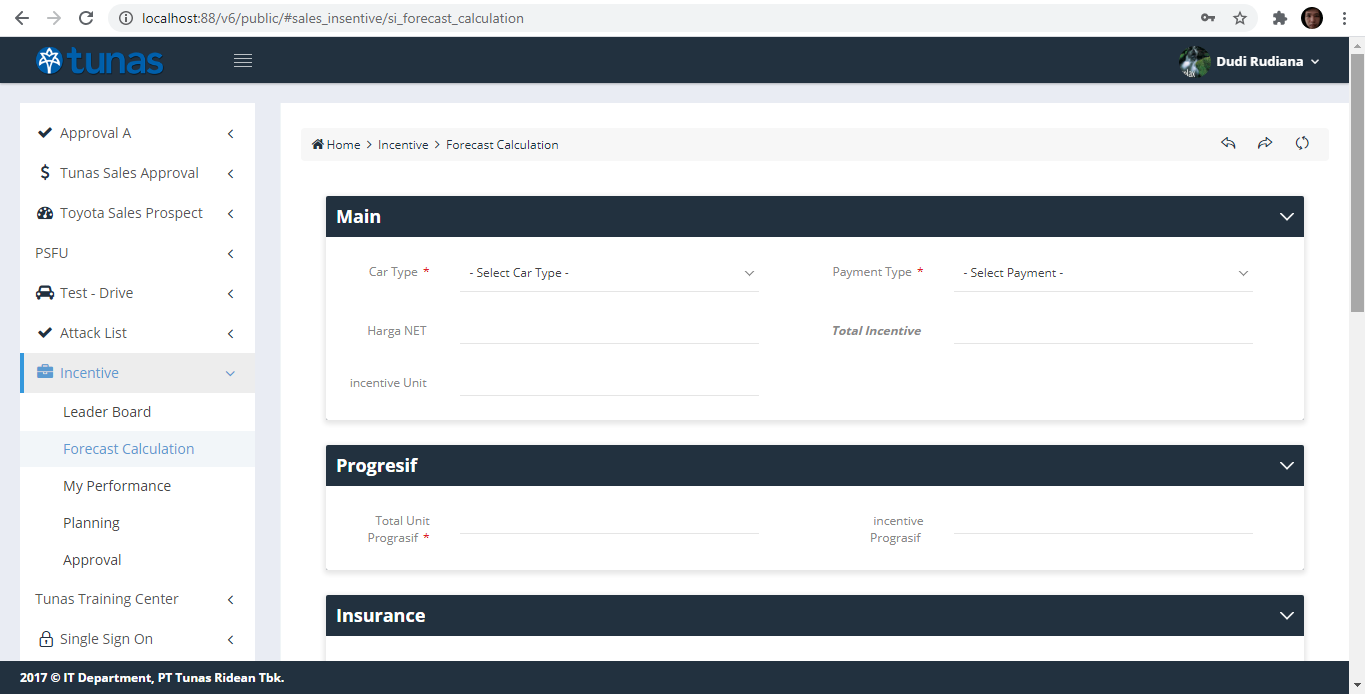 localhost:88/v6/public/#sales_insentive/si_forecast_calculation
tunas
Dudi Rudiana
Approval A
Tunas Sales Approval
Toyota Sales Prospect
PSFU
Test - Drive
Attack List
Incentive
Leader Board
Forecast Calculation
My Performance
Planning
Approval
Tunas Training Center
Single Sign On
Home > Incentive > Forecast Calculation
Main
Car Type * - Select Car Type - Payment Type * - Select Payment -
Harga NET Total Incentive
incentive Unit
Progresif
Total Unit
Prograsif *
incentive
Prograsif
Insurance
2017 © IT Department, PT Tunas Ridean Tbk.